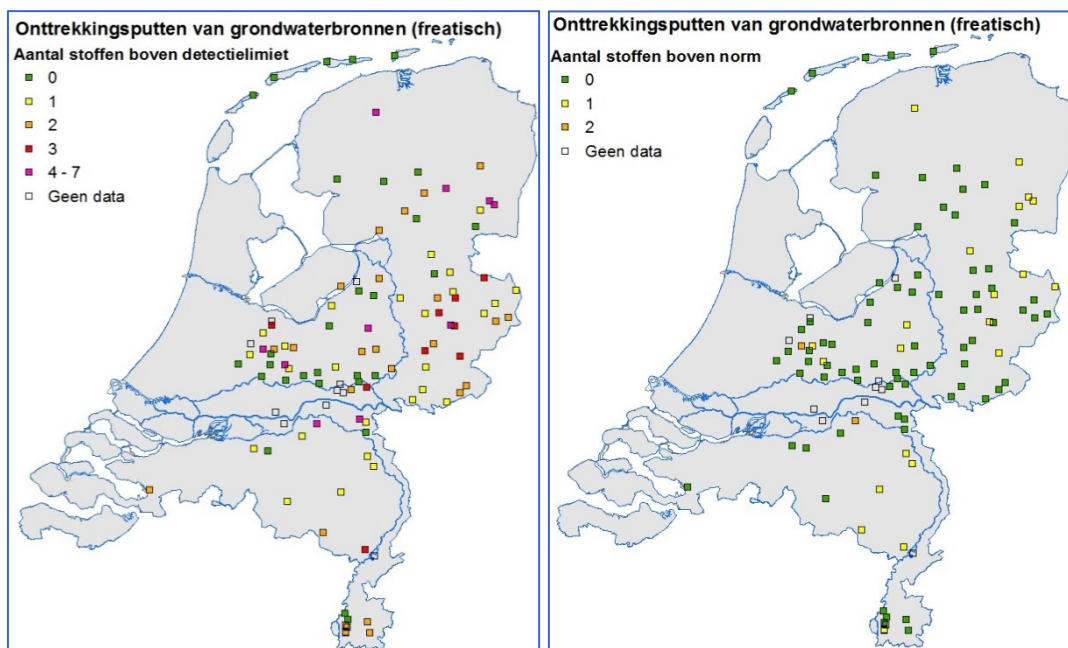 Onttrekkingsputten van grondwaterbronnen (freatisch)
Aantal stoffen boven detectielimiet
0
1
2
3
4 - 7
Geen data
Onttrekkingsputten van grondwaterbronnen (freatisch)
Aantal stoffen boven norm
0
1
2
Geen data